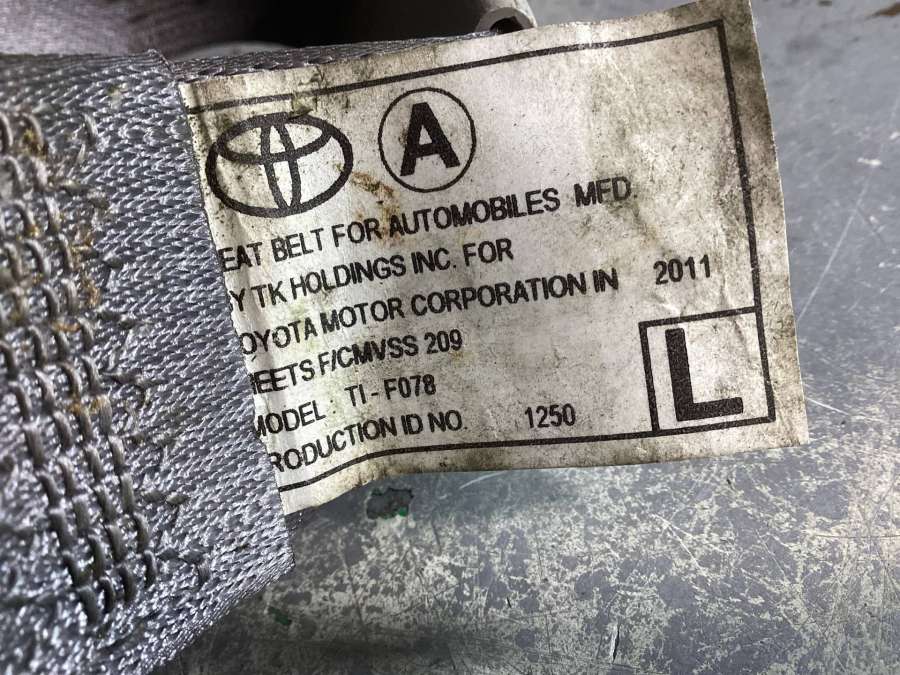 A
EAT BELT FOR AUTOMOBILES MFD.
Y TK HOLDINGS INC. FOR
OYOTA MOTOR CORPORATION IN 2011
MEETS F/CMVSS 209
MODEL : TI - F078
RODUCTION ID NO. 1250
L